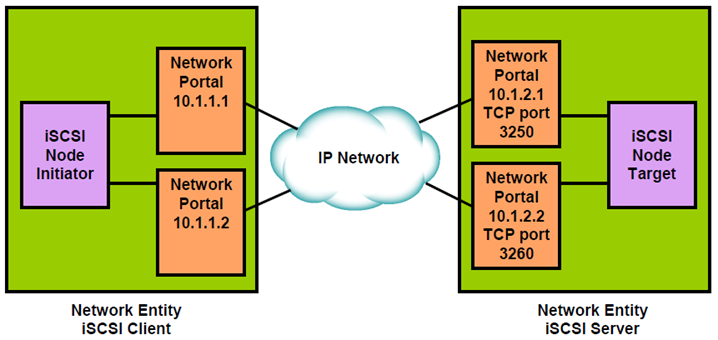 Network
Portal
10.1.1.1
iSCSI
Node
Initiator
Network
Portal
10.1.1.2
IP Network
Network
Portal
10.1.2.1
TCP port
3250
iSCSI
Node
Target
Network
Portal
10.1.2.2
TCP port
3260
Network Entity
iSCSI Client
Network Entity
iSCSI Server